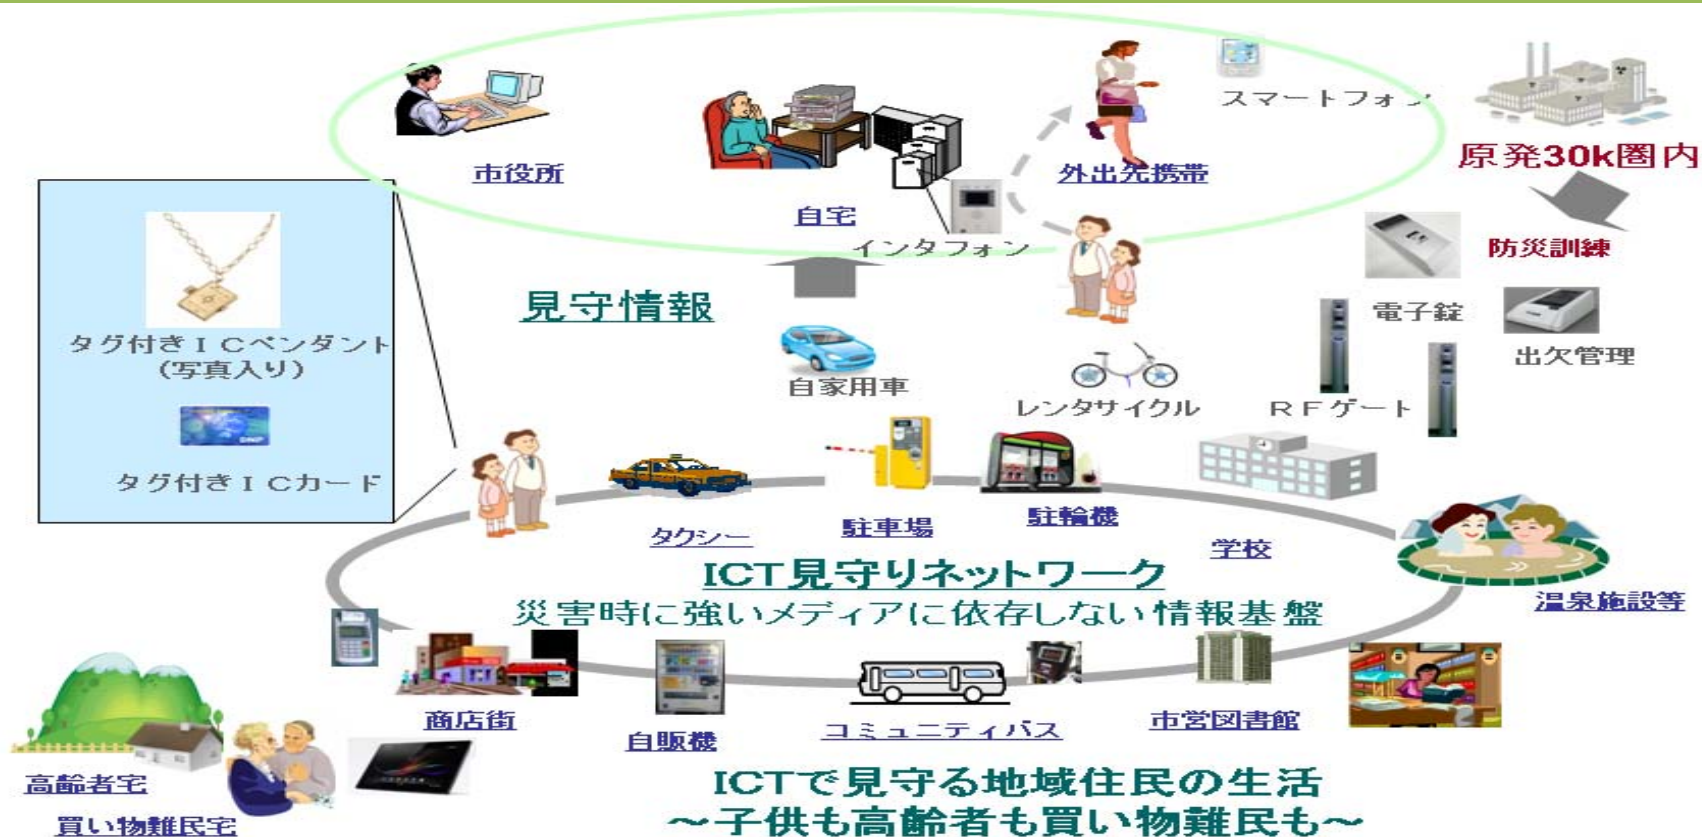 スマートフォン
原発30k圏内
市役所
外出先携帯
自宅
インタフォン
防災訓練
見守情報
電子錠
タグ付きＩＣペンダント
(写真入り)
出欠管理
自家用車
レンタサイクル
ＲＦゲート
タグ付きＩＣカード
タクシー
駐車場
駐輪機
学校
ICT見守りネットワーク
災害時に強いメディアに依存しない情報基盤
温泉施設等
商店街
自販機
コミュニティバス
市営図書館
高齢者宅
買い物難民宅
ICTで見守る地域住民の生活
～子供も高齢者も買い物難民も～